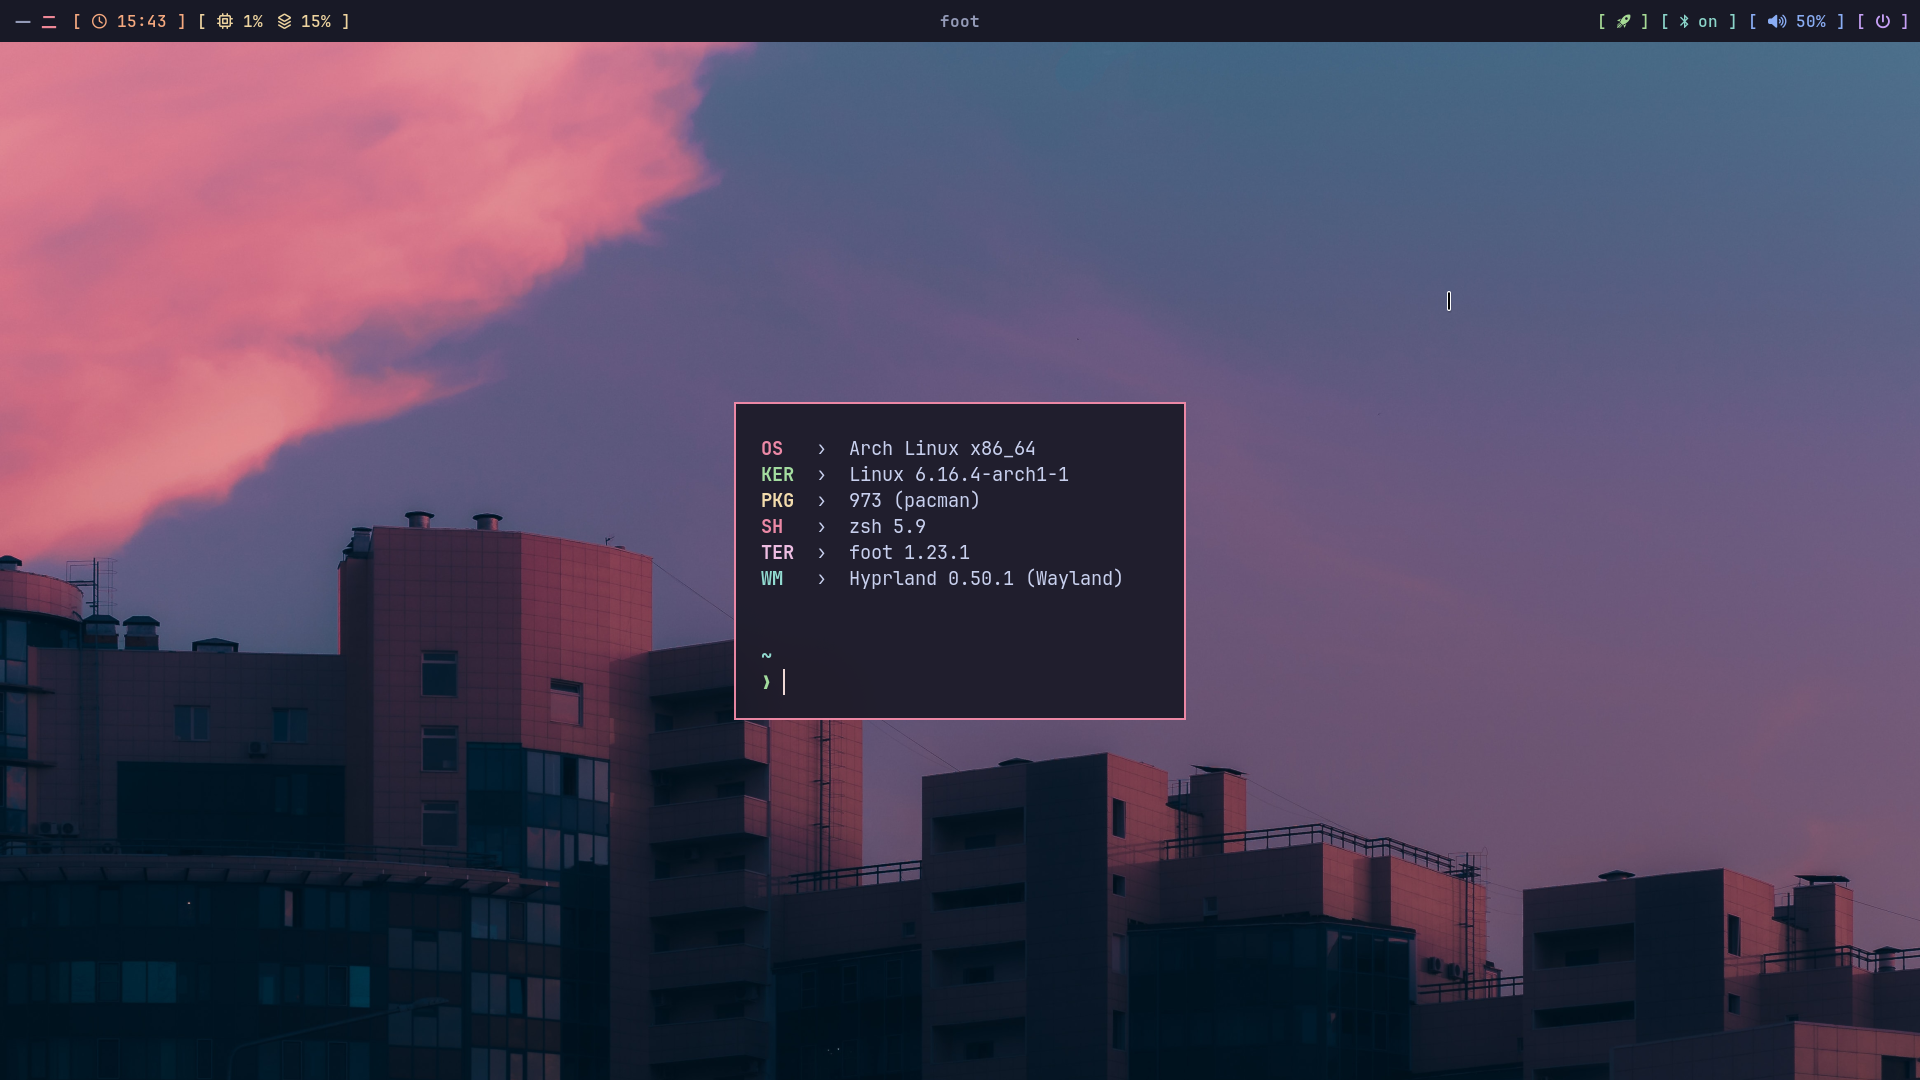 [ 15:43 ] [ 1% 15% ]
foot
[ ] [ on ] [ 50% ] [ ]
OS › Arch Linux x86_64
KER › Linux 6.16.4-arch1-1
PKG › 973 (pacman)
SH › zsh 5.9
TER › foot 1.23.1
WM › Hyprland 0.50.1 (Wayland)
~
❯